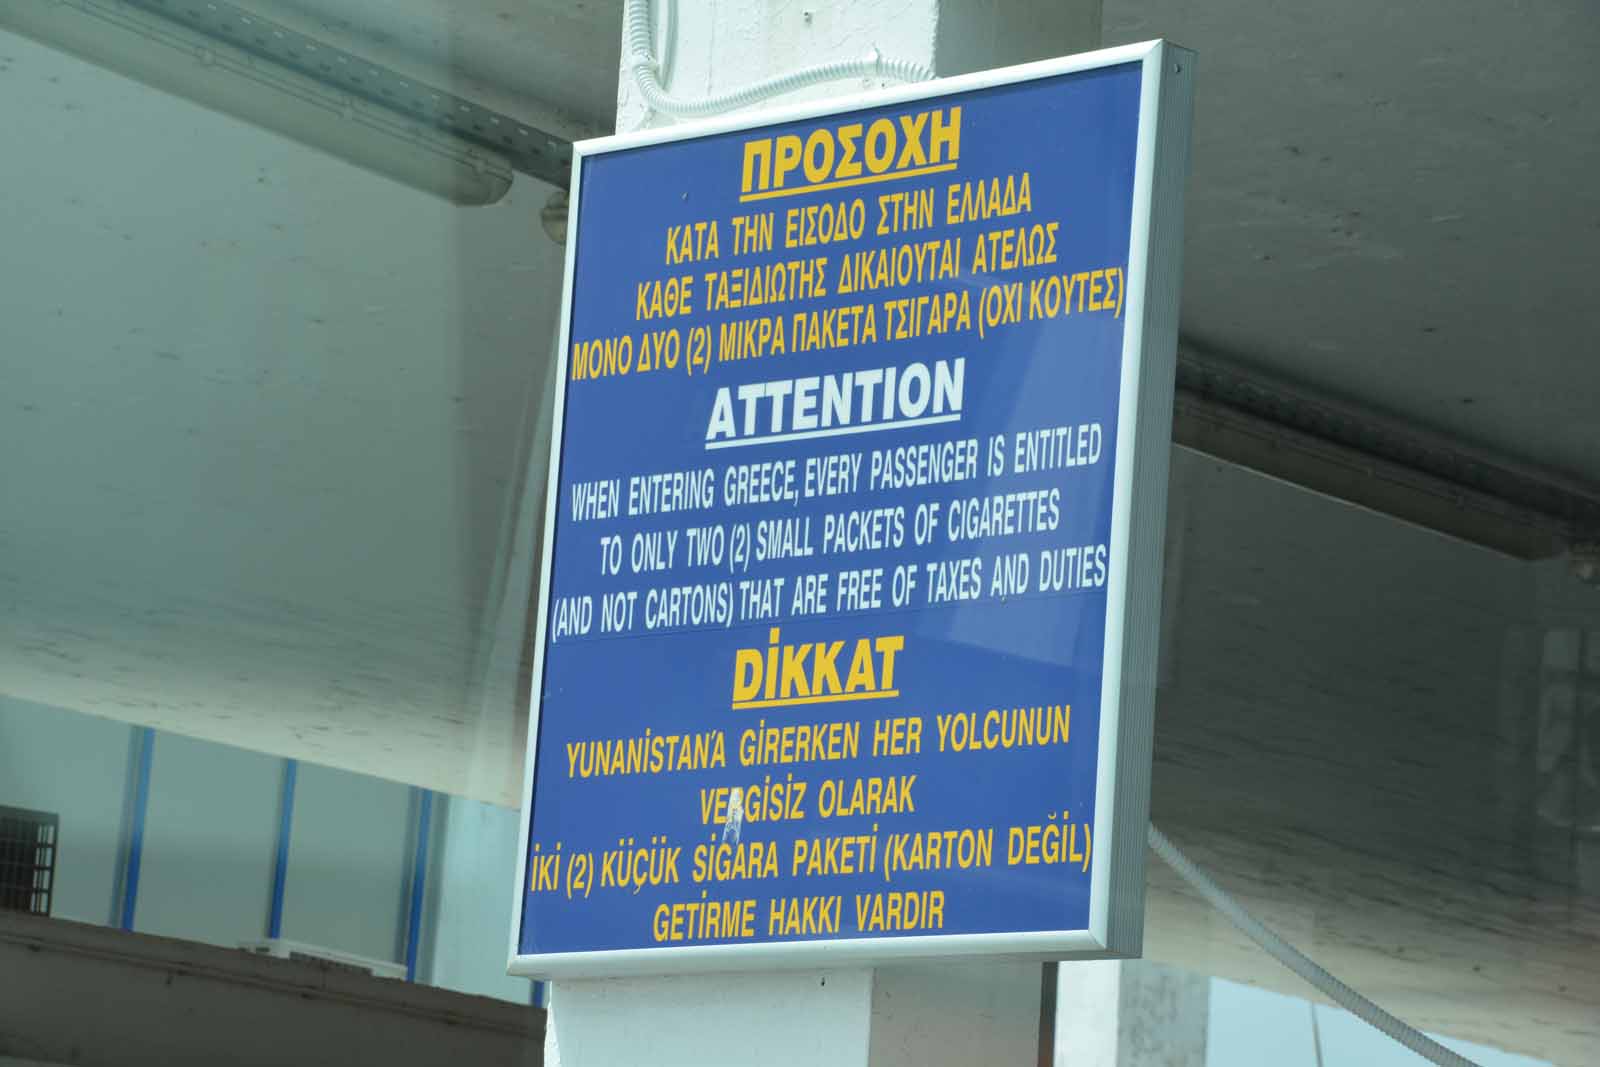 ΠΡΟΣΟΧΗ
ΚΑΤΑ ΤΗΝ ΕΙΣΟΔΟ ΣΤΗΝ ΕΛΛΑΔΑ
ΚΑΘΕ ΤΑΞΙΔΙΩΤΗΣ ΔΙΚΑΙΟΥΤΑΙ ΑΤΕΛΩΣ
ΜΟΝΟ ΔΥΟ (2) ΜΙΚΡΑ ΠΑΚΕΤΑ ΤΣΙΓΑΡΑ (ΟΧΙ ΚΟΥΤΕΣ)
ATTENTION
WHEN ENTERING GREECE, EVERY PASSENGER IS ENTITLED
TO ONLY TWO (2) SMALL PACKETS OF CIGARETTES
(AND NOT CARTONS) THAT ARE FREE OF TAXES AND DUTIES
DİKKAT
YUNANİSTAN'A GİRERKEN HER YOLCUNUN
VERGİSİZ OLARAK
İKİ (2) KÜÇÜK SİGARA PAKETİ (KARTON DEĞİL)
GETİRME HAKKI VARDIR